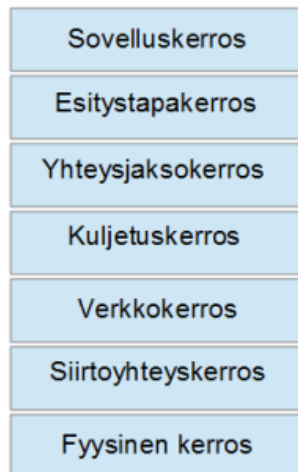 Sovelluskerros
Esitystapakerros
Yhteysjaksokerros
Kuljetuskerros
Verkkokerros
Siirtoyhteyskerros
Fyysinen kerros